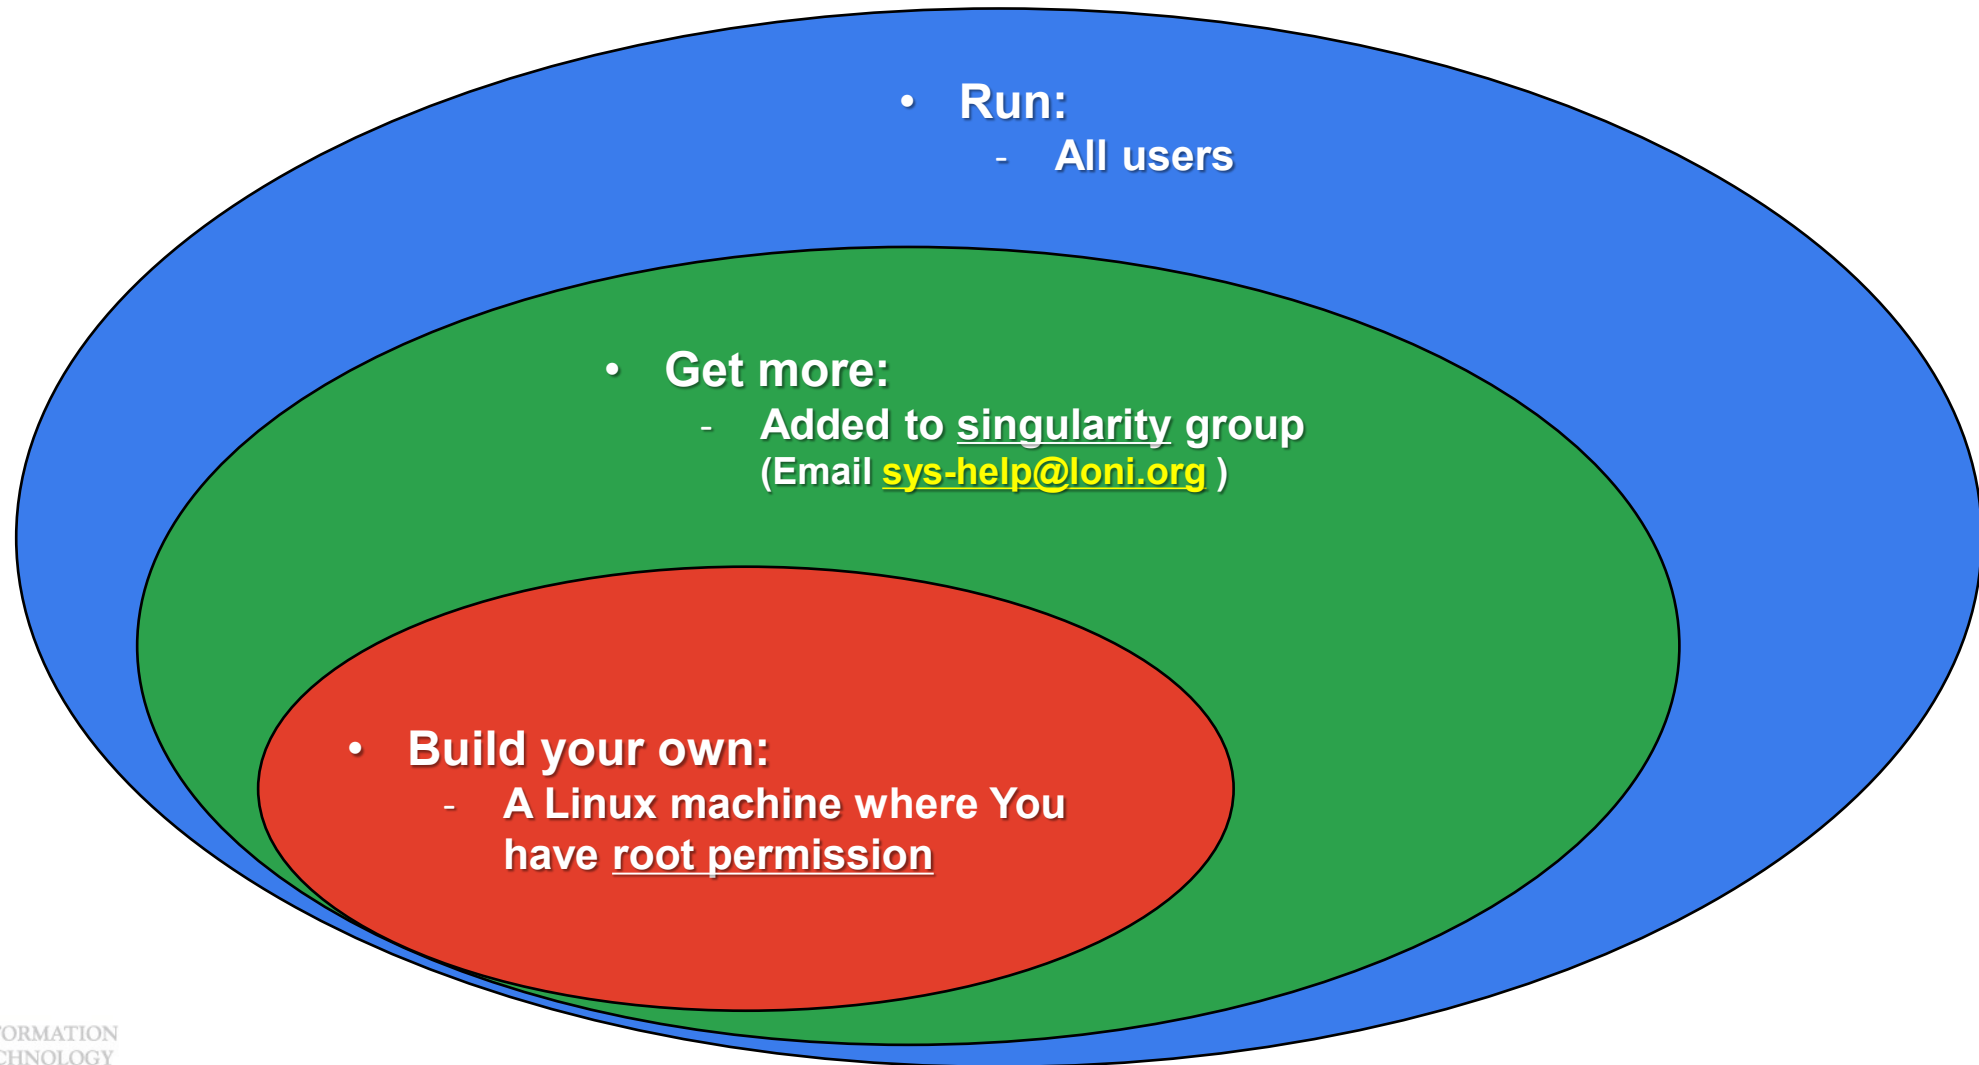 • Run:
- All users
• Get more:
- Added to singularity group
(Email sys-help@loni.org )
• Build your own:
- A Linux machine where You
have root permission
ORMATION
CHNOLOGY